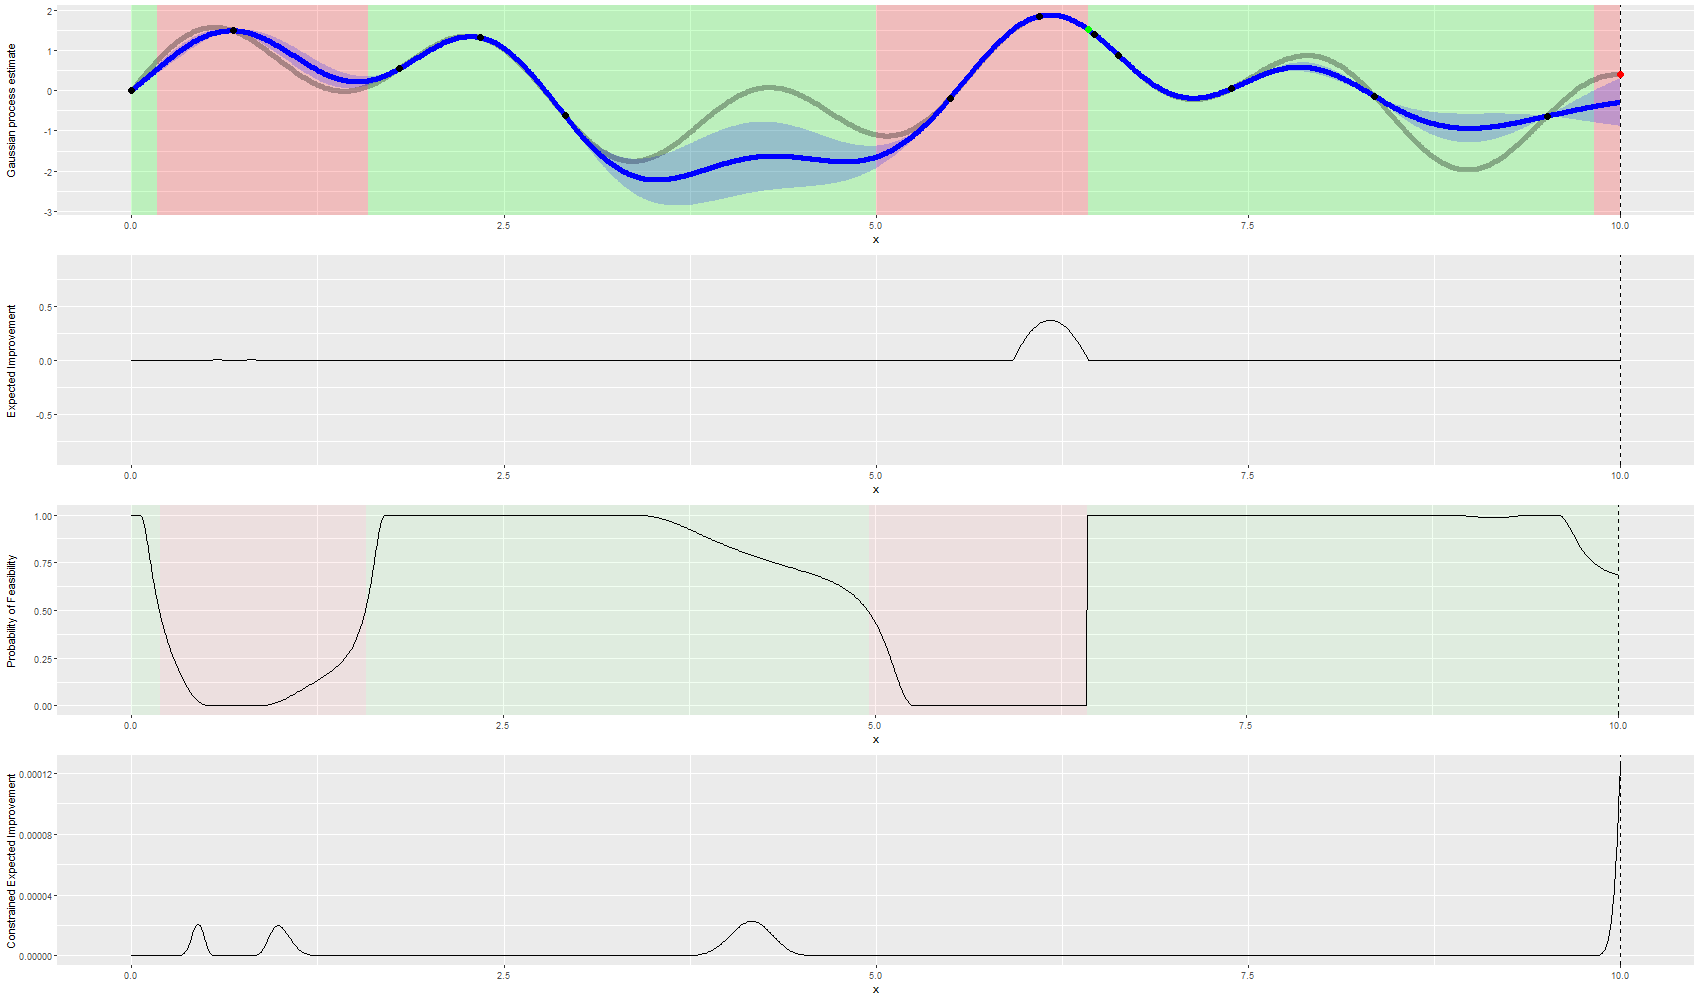 Gaussian process estimate
2
1
0
-1
-2
-3
0.0 2.5 5.0 7.5 10.0
x
Expected Improvement
0.5
0.0
-0.5
0.0 2.5 5.0 7.5 10.0
x
Probability of Feasibility
1.00
0.75
0.50
0.25
0.00
0.0 2.5 5.0 7.5 10.0
x
Constrained Expected Improvement
0.00012
0.00008
0.00004
0.00000
0.0 2.5 5.0 7.5 10.0
x